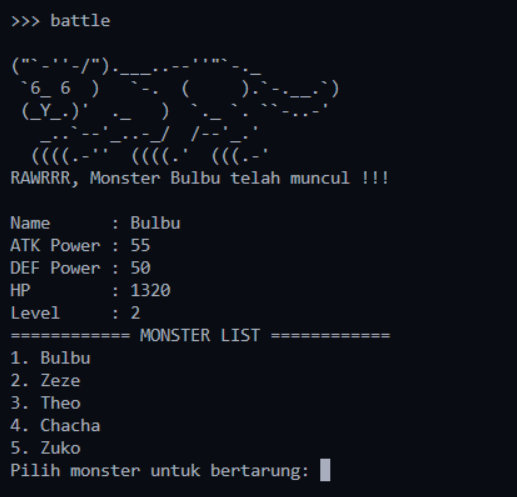 >>> battle
("`-''-/").___..--''"`-._
 `6_ 6  )   `-.  (     ).`-.__.`)
 (_Y_.)'  ._   )  `._ `. ``-..-'
   _..`--'_..-_/  /--'_.'
  ((((.-''  ((((.'  (((.-'
RAWRRR, Monster Bulbu telah muncul !!!
Name      : Bulbu
ATK Power : 55
DEF Power : 50
HP        : 1320
Level     : 2
============ MONSTER LIST ============
1. Bulbu
2. Zeze
3. Theo
4. Chacha
5. Zuko
Pilih monster untuk bertarung: